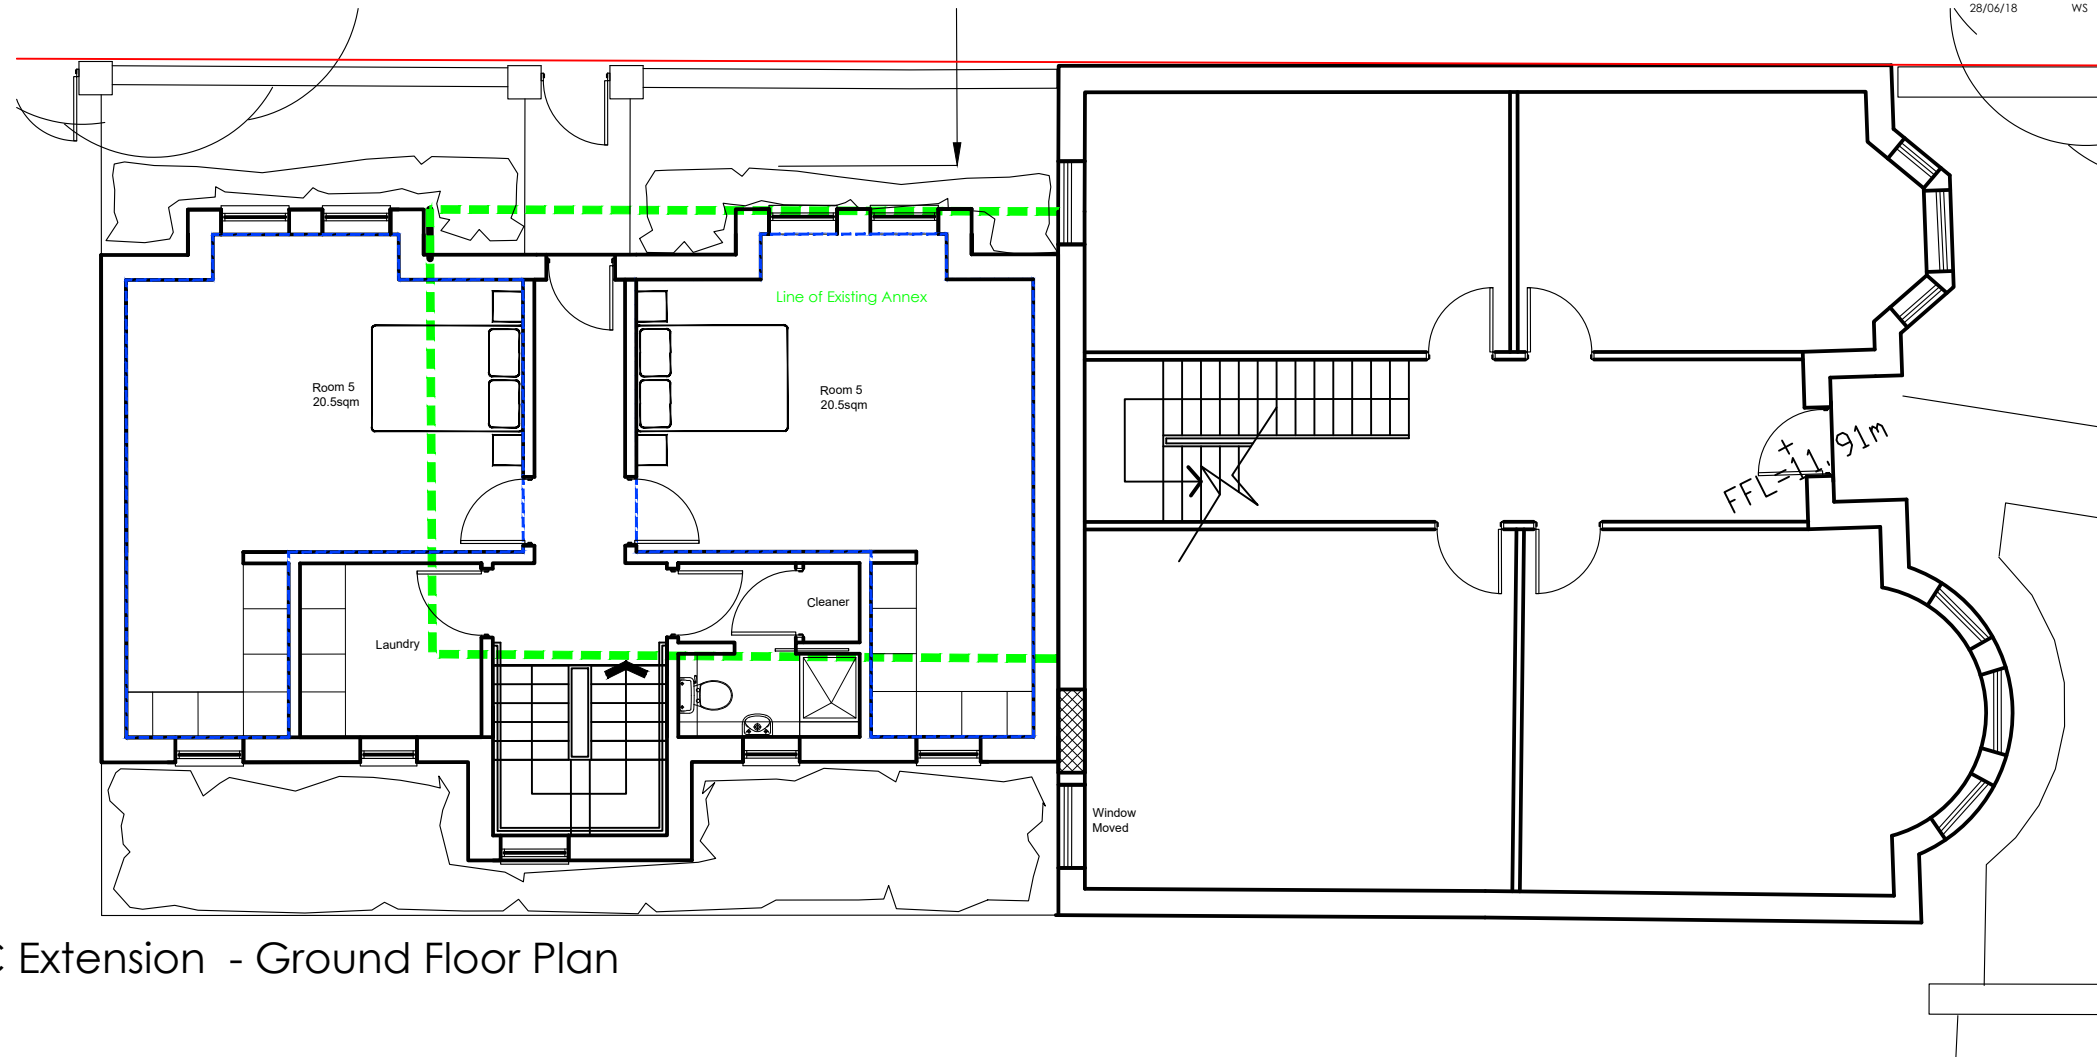 28/06/18 WS
Line of Existing Annex
Room 5
20.5sqm
Room 5
20.5sqm
FFL=11.91m
Cleaner
Laundry
Window
Moved
Extension - Ground Floor Plan